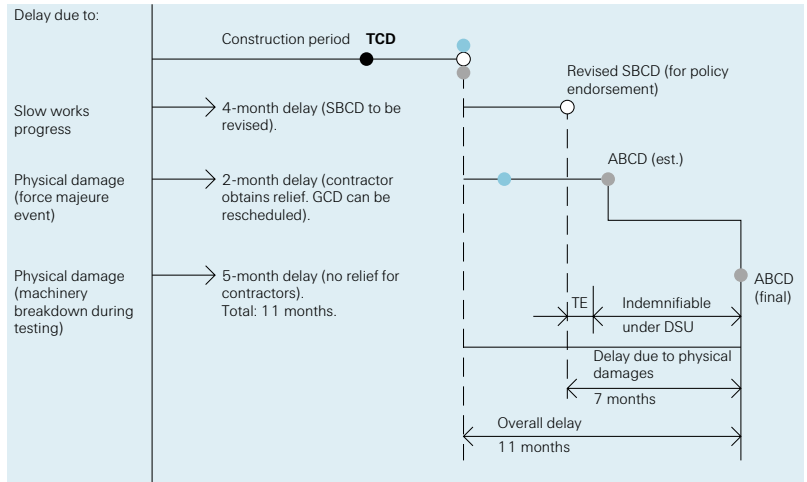 Delay due to:
Construction period TCD
Revised SBCD (for policy
endorsement)
Slow works
progress
4-month delay (SBCD to be
revised).
ABCD (est.)
Physical damage
(force majeure
event)
2-month delay (contractor
obtains relief. GCD can be
rescheduled).
Physical damage
(machinery
breakdown during
testing)
5-month delay (no relief for
contractors).
Total: 11 months.
ABCD
(final)
TE
Indemnifiable
under DSU
Delay due to physical
damages
7 months
Overall delay
11 months